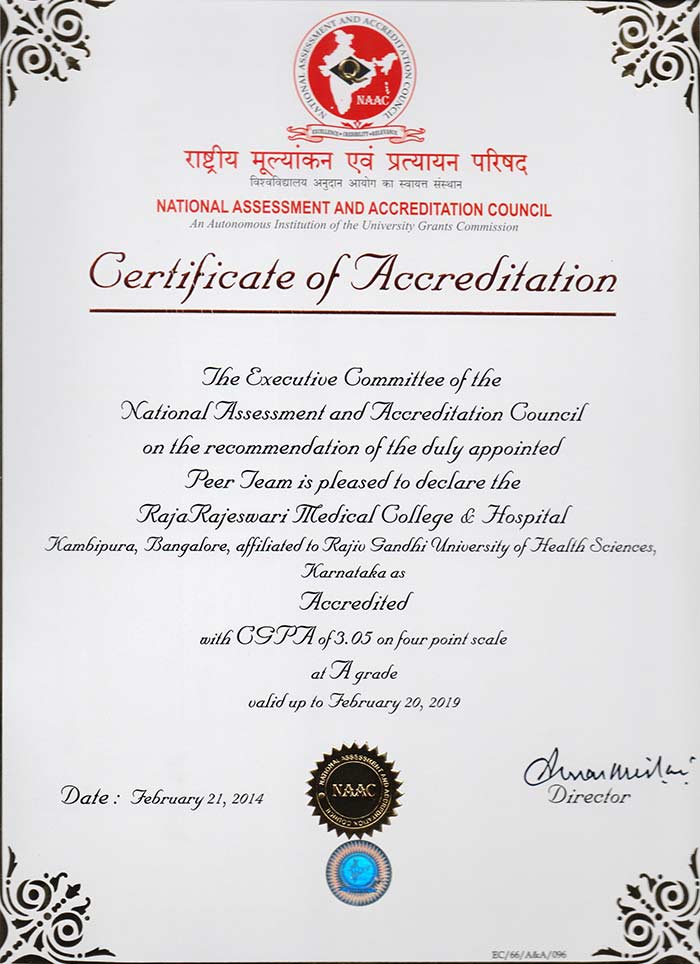 NATIONAL ASSESSMENT AND ACCREDITATION COUNCIL
NAAC
EXCELLENCE • CREDIBILITY • RELEVANCE
राष्ट्रीय मूल्यांकन एवं प्रत्यायन परिषद
विश्वविद्यालय अनुदान आयोग का स्वायत्त संस्थान
NATIONAL ASSESSMENT AND ACCREDITATION COUNCIL
An Autonomous Institution of the University Grants Commission
Certificate of Accreditation
The Executive Committee of the
National Assessment and Accreditation Council
on the recommendation of the duly appointed
Peer Team is pleased to declare the
RajaRajeswari Medical College & Hospital
Kambipura, Bangalore, affiliated to Rajiv Gandhi University of Health Sciences,
Karnataka as
Accredited
with CGPA of 3.05 on four point scale
at A grade
valid up to February 20, 2019
NATIONAL ASSESSMENT AND ACCREDITATION COUNCIL
NAAC
Date : February 21, 2014
Director
EC/66/A&A/096